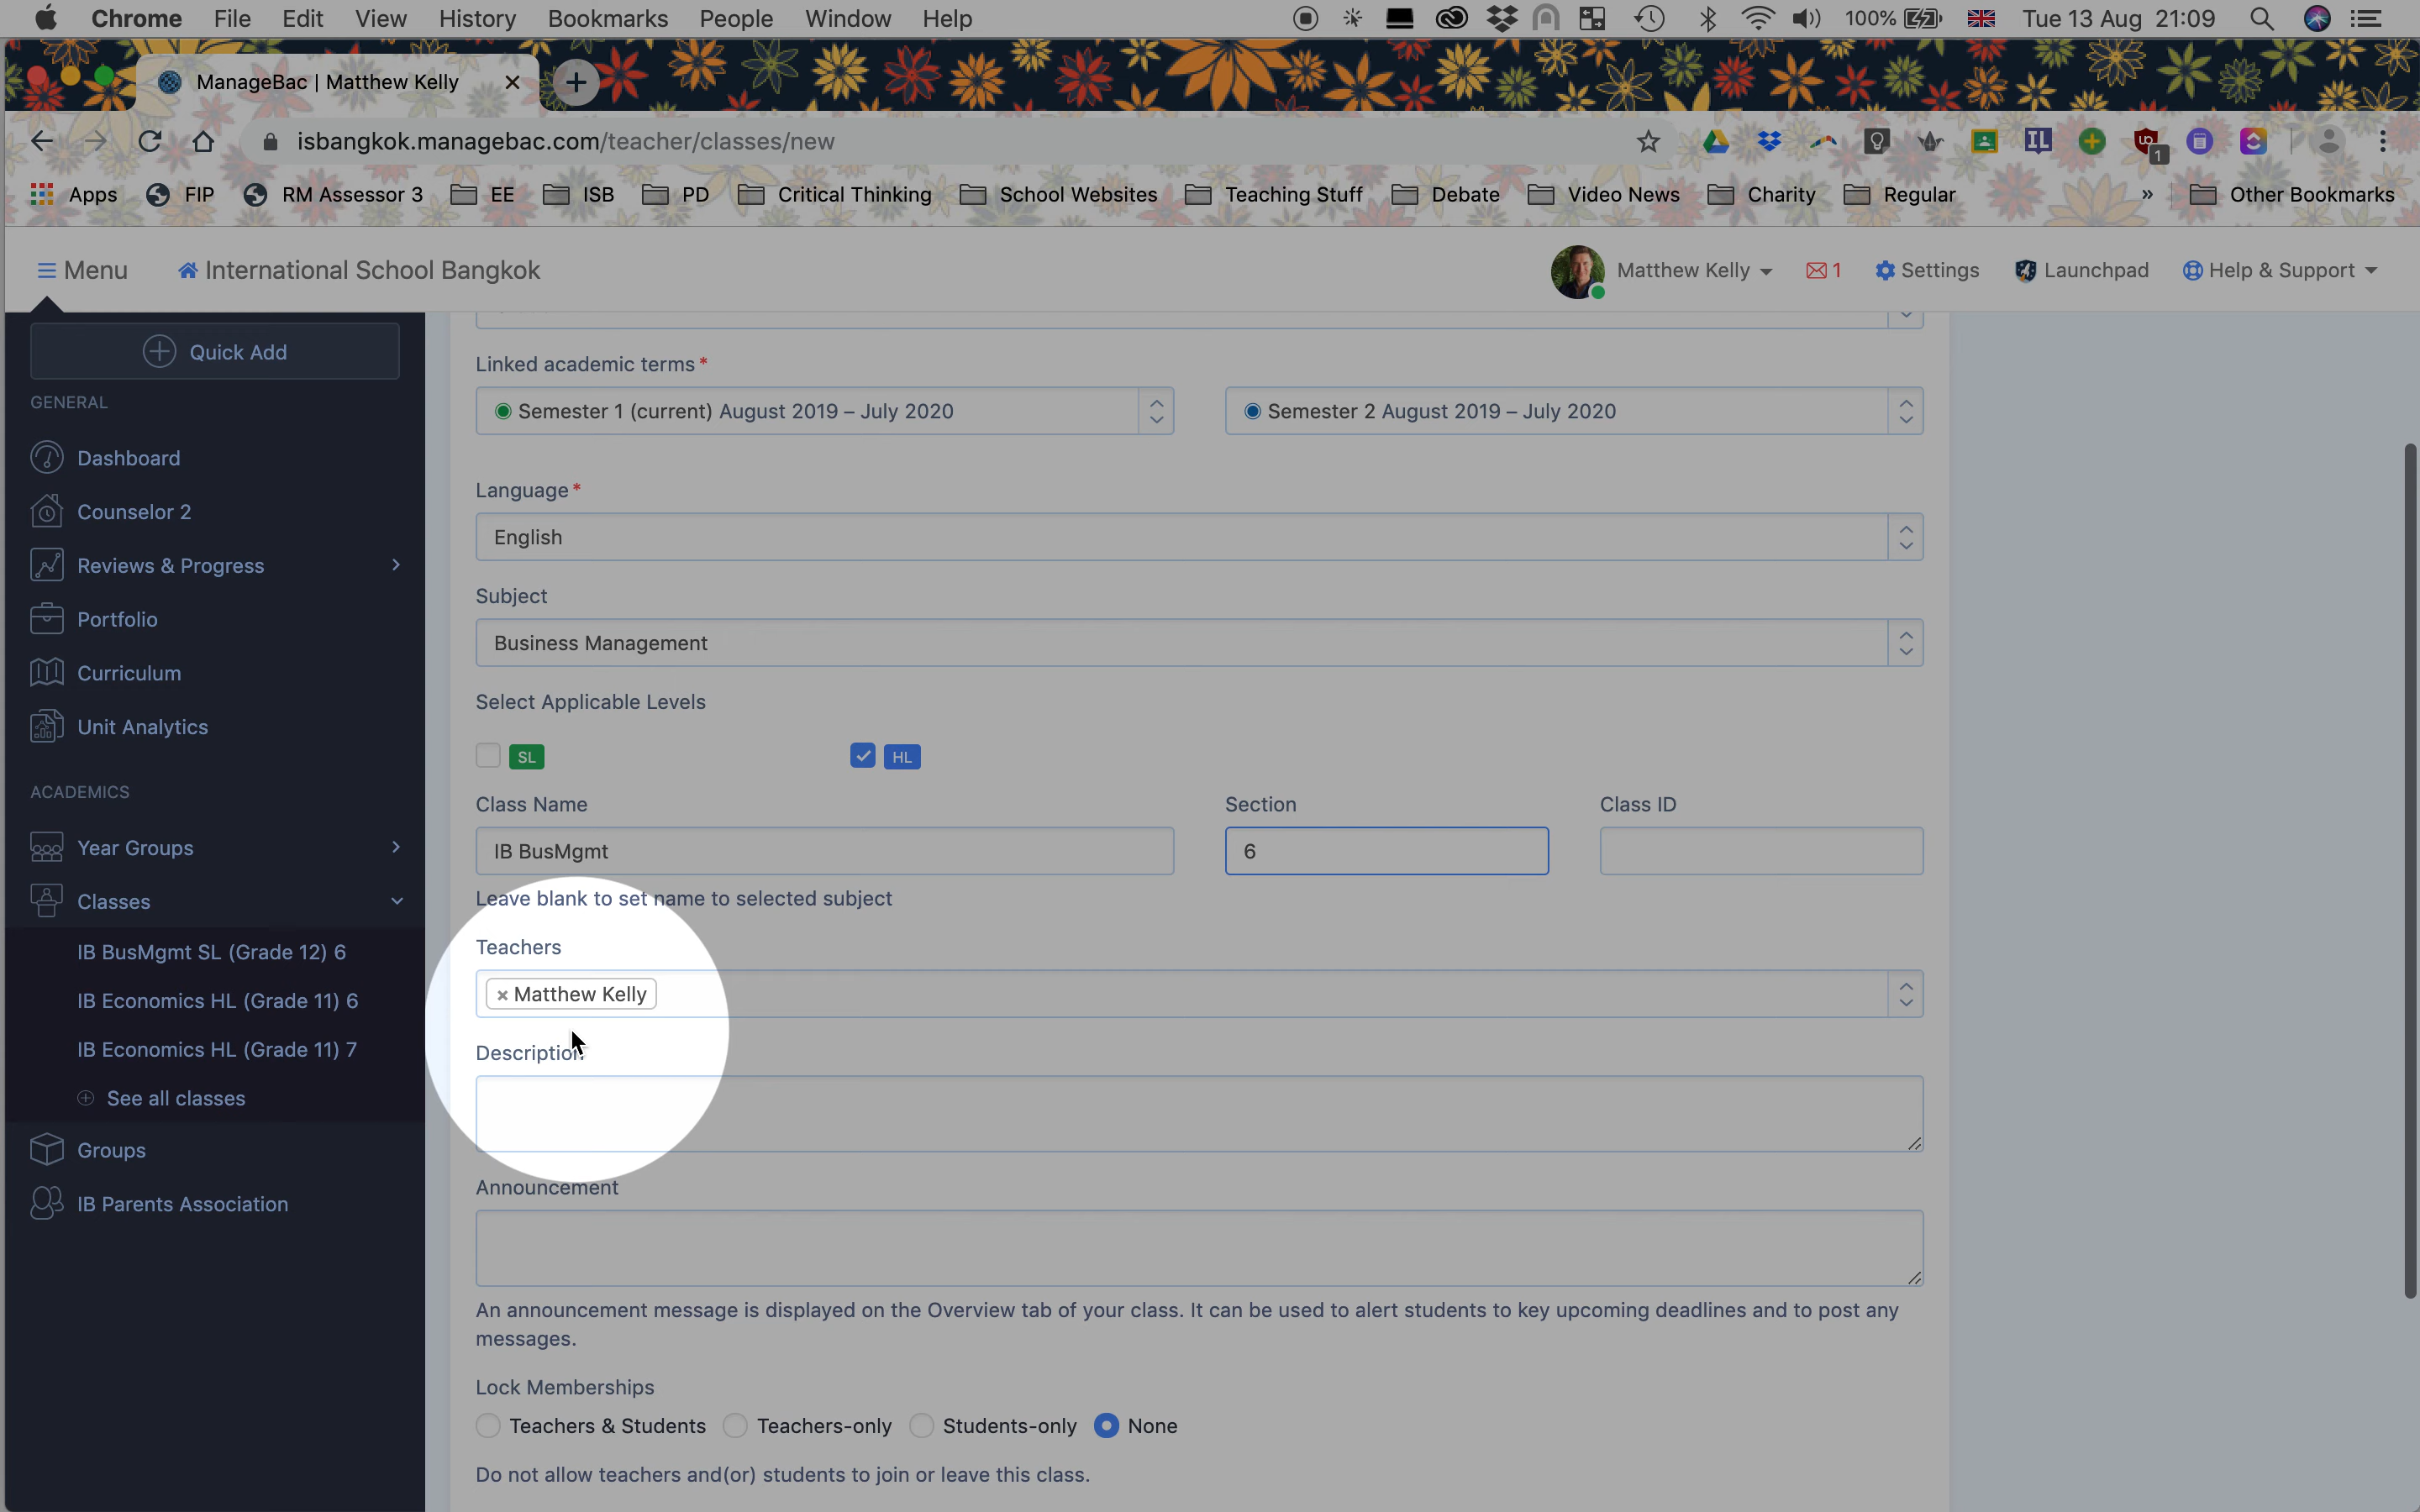 Chrome File Edit View History Bookmarks People Window Help 100% Tue 13 Aug 21:09
ManageBac | Matthew Kelly
isbangkok.managebac.com/teacher/classes/new
Apps FIP RM Assessor 3 EE ISB PD Critical Thinking School Websites Teaching Stuff Debate Video News Charity Regular » Other Bookmarks
Menu International School Bangkok Matthew Kelly 1 Settings Launchpad Help & Support
Quick Add
GENERAL
Dashboard
Counselor 2
Reviews & Progress
Portfolio
Curriculum
Unit Analytics
ACADEMICS
Year Groups
Classes
IB BusMgmt SL (Grade 12) 6
IB Economics HL (Grade 11) 6
IB Economics HL (Grade 11) 7
See all classes
Groups
IB Parents Association
Linked academic terms*
Semester 1 (current) August 2019 – July 2020
Semester 2 August 2019 – July 2020
Language*
English
Subject
Business Management
Select Applicable Levels
SL HL
Class Name Section Class ID
IB BusMgmt 6
Leave blank to set name to selected subject
Teachers
× Matthew Kelly
Description
Announcement
An announcement message is displayed on the Overview tab of your class. It can be used to alert students to key upcoming deadlines and to post any
messages.
Lock Memberships
Teachers & Students Teachers-only Students-only None
Do not allow teachers and(or) students to join or leave this class.